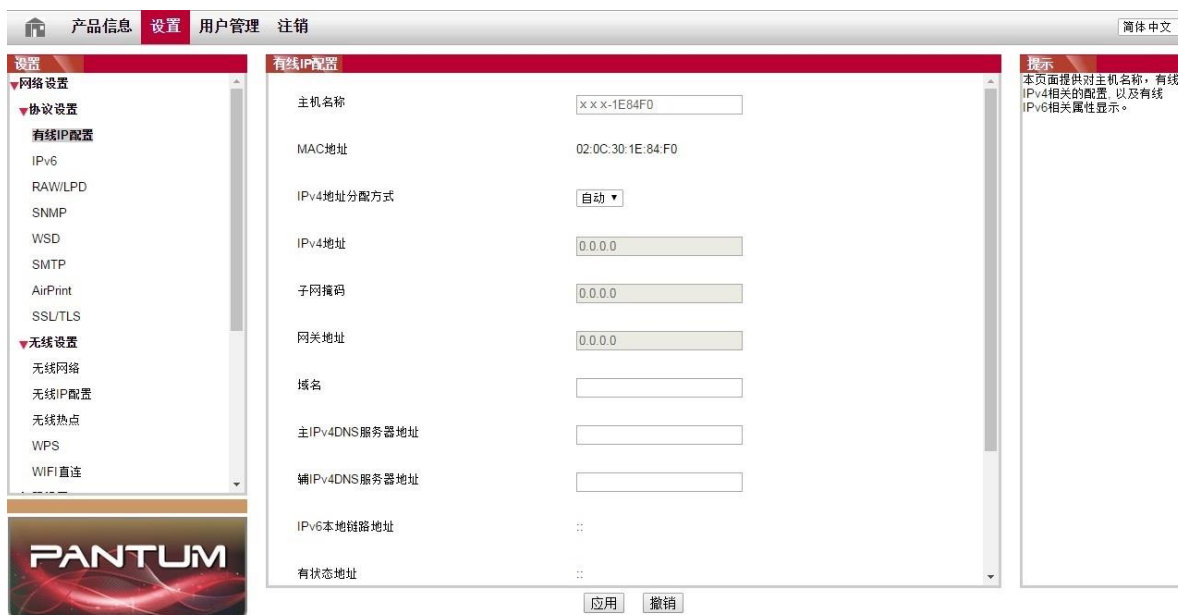 产品信息 设置 用户管理 注销 简体中文
设置
▼网络设置
▼协议设置
有线IP配置
IPv6
RAW/LPD
SNMP
WSD
SMTP
AirPrint
SSL/TLS
▼无线设置
无线网络
无线IP配置
无线热点
WPS
WIFI直连
PANTUM
有线IP配置
主机名称 xxx-1E84F0
MAC地址 02:0C:30:1E:84:F0
IPv4地址分配方式 自动 ▼
IPv4地址 0.0.0.0
子网掩码 0.0.0.0
网关地址 0.0.0.0
域名
主IPv4DNS服务器地址
辅IPv4DNS服务器地址
IPv6本地链路地址 ::
有状态地址 ::
应用 撤销
提示
本页面提供对主机名称，有线
IPv4相关的配置, 以及有线
IPv6相关属性显示。